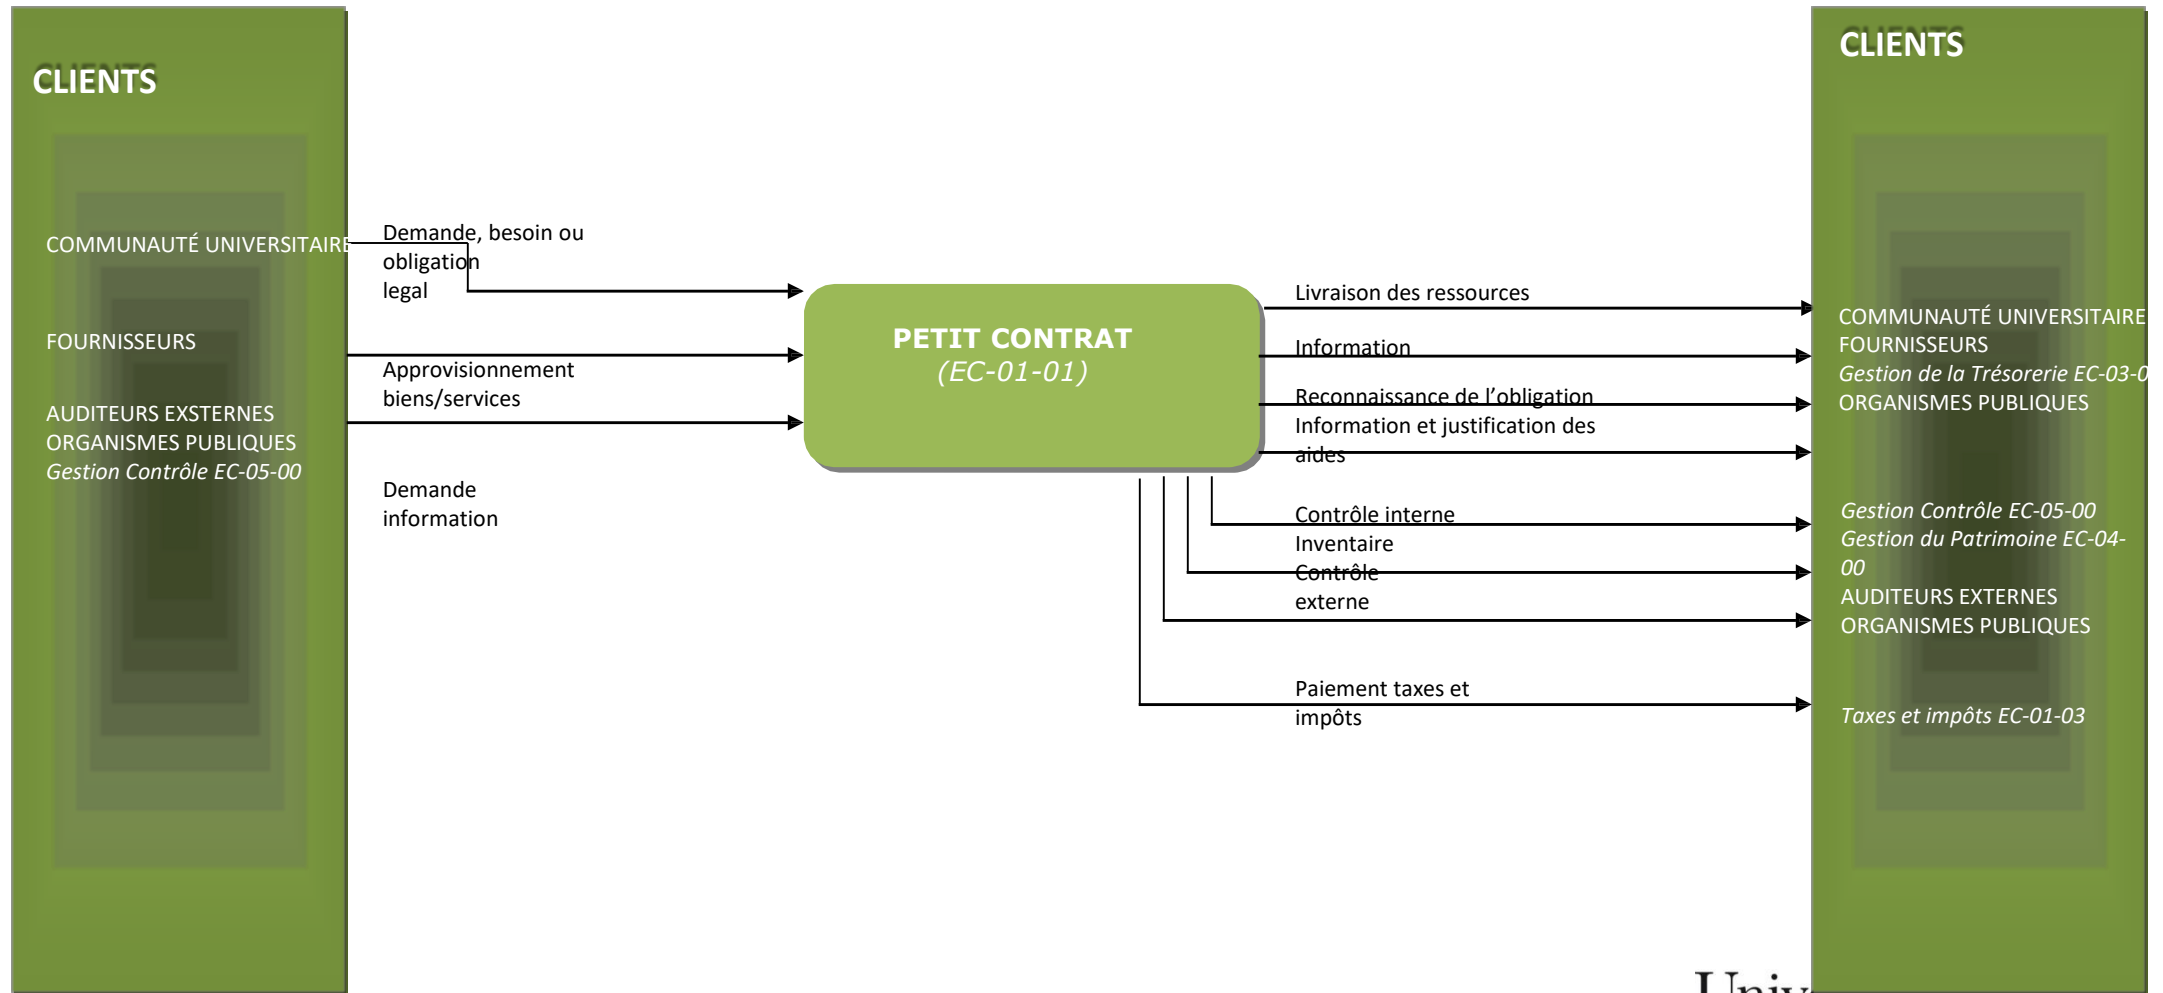 CLIENTS
COMMUNAUTÉ UNIVERSITAIRE
FOURNISSEURS
AUDITEURS EXSTERNES
ORGANISMES PUBLIQUES
Gestion Contrôle EC-05-00
Demande, besoin ou
obligation
legal
Approvisionnement
biens/services
Demande
information
PETIT CONTRAT
(EC-01-01)
Livraison des ressources
Information
Reconnaissance de l’obligation
Information et justification des
aides
Contrôle interne
Inventaire
Contrôle
externe
Paiement taxes et
impôts
CLIENTS
COMMUNAUTÉ UNIVERSITAIRE
FOURNISSEURS
Gestion de la Trésorerie EC-03-0
ORGANISMES PUBLIQUES
Gestion Contrôle EC-05-00
Gestion du Patrimoine EC-04-
00
AUDITEURS EXTERNES
ORGANISMES PUBLIQUES
Taxes et impôts EC-01-03